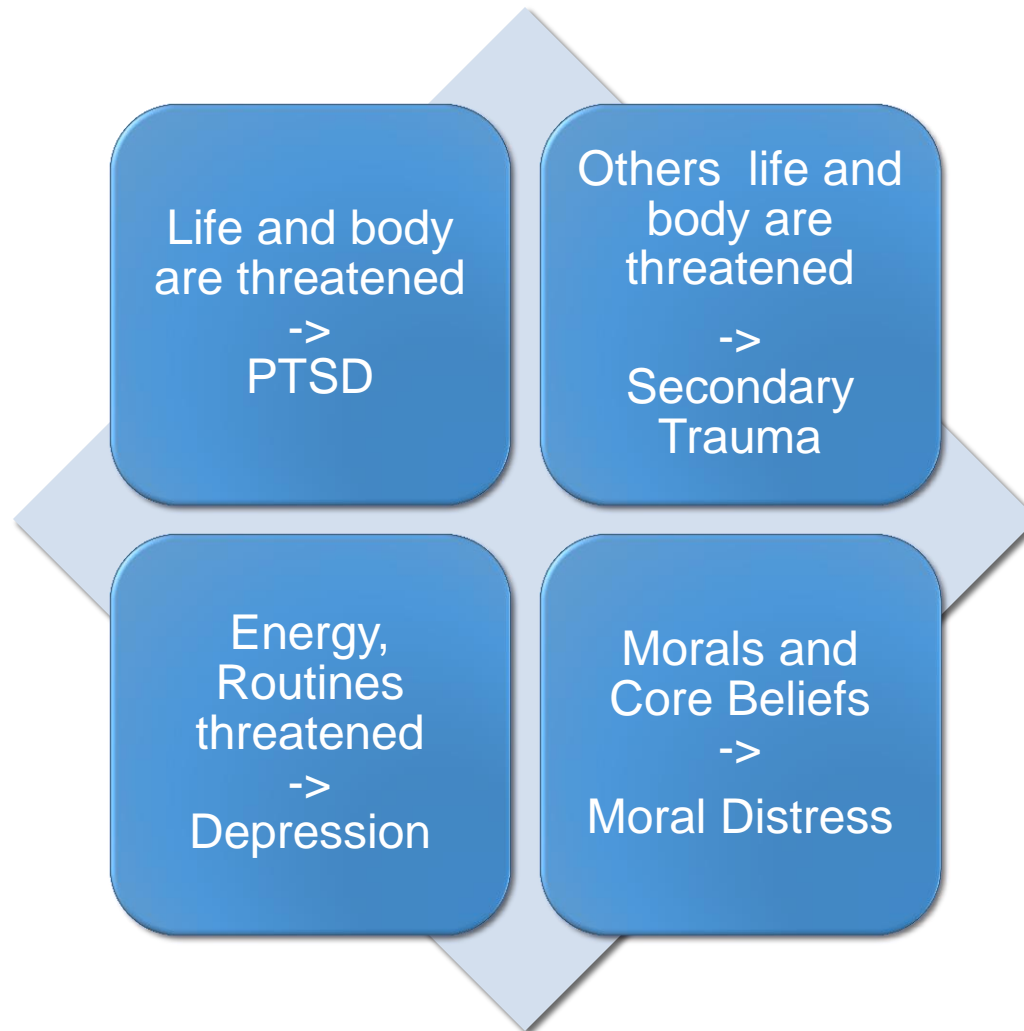 Life and body
are threatened
->
PTSD
Others life and
body are
threatened
->
Secondary
Trauma
Energy,
Routines
threatened
->
Depression
Morals and
Core Beliefs
->
Moral Distress